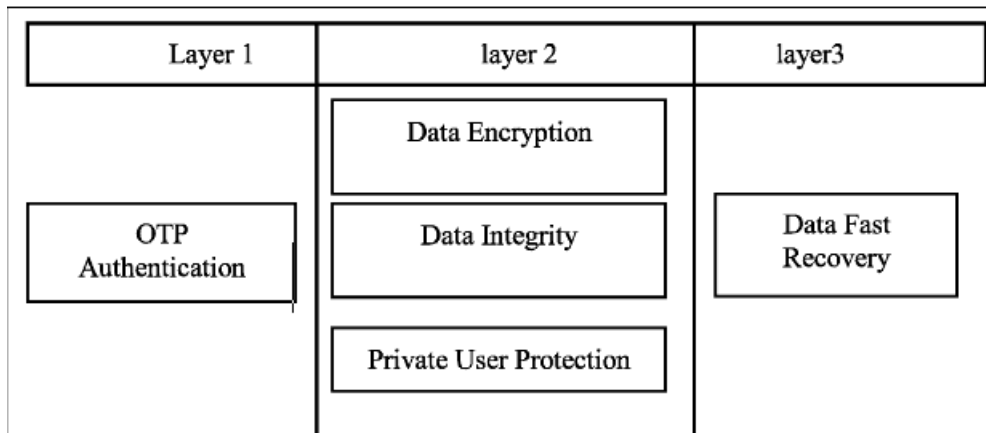 Layer 1
layer 2
layer3
Data Encryption
OTP
Authentication
Data Integrity
Data Fast
Recovery
Private User Protection